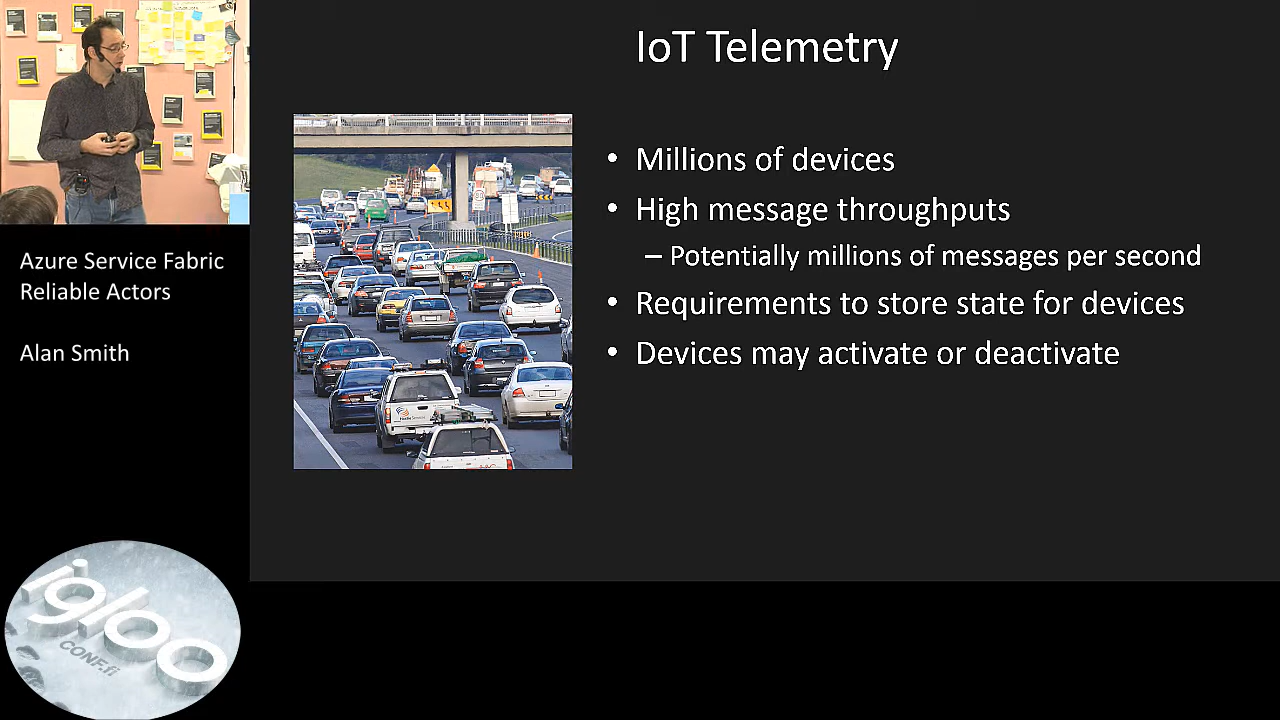 IoT Telemetry
• Millions of devices
• High message throughputs
– Potentially millions of messages per second
• Requirements to store state for devices
• Devices may activate or deactivate
Azure Service Fabric
Reliable Actors
Alan Smith
igloo
CONF.fi